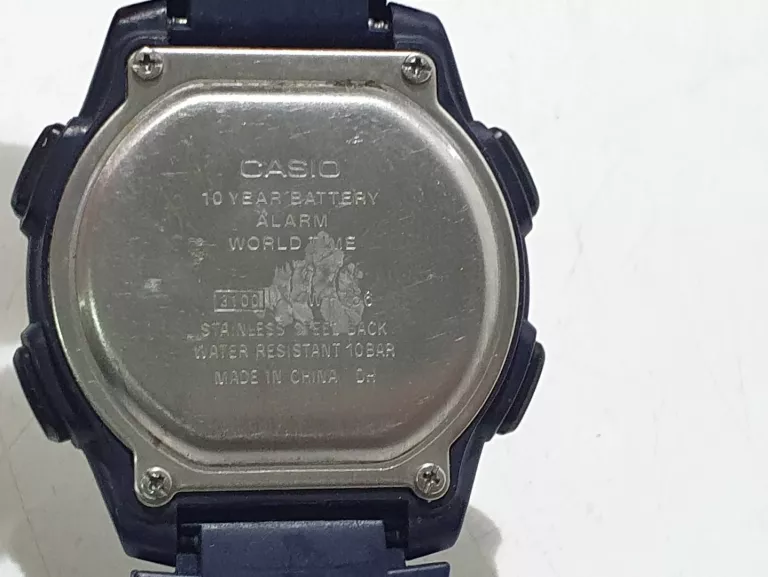 CASIO
10 YEAR BATTERY
ALARM
WORLD TIME
3100
STAINLESS STEEL BACK
WATER RESISTANT 10BAR
MADE IN CHINA